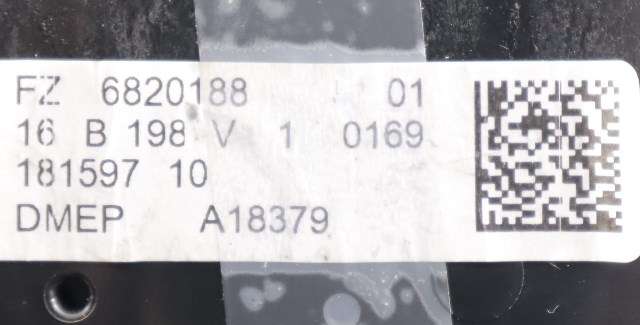 FZ 6820188 01
16 B 198 V 1 0169
181597 10
DMEP A18379